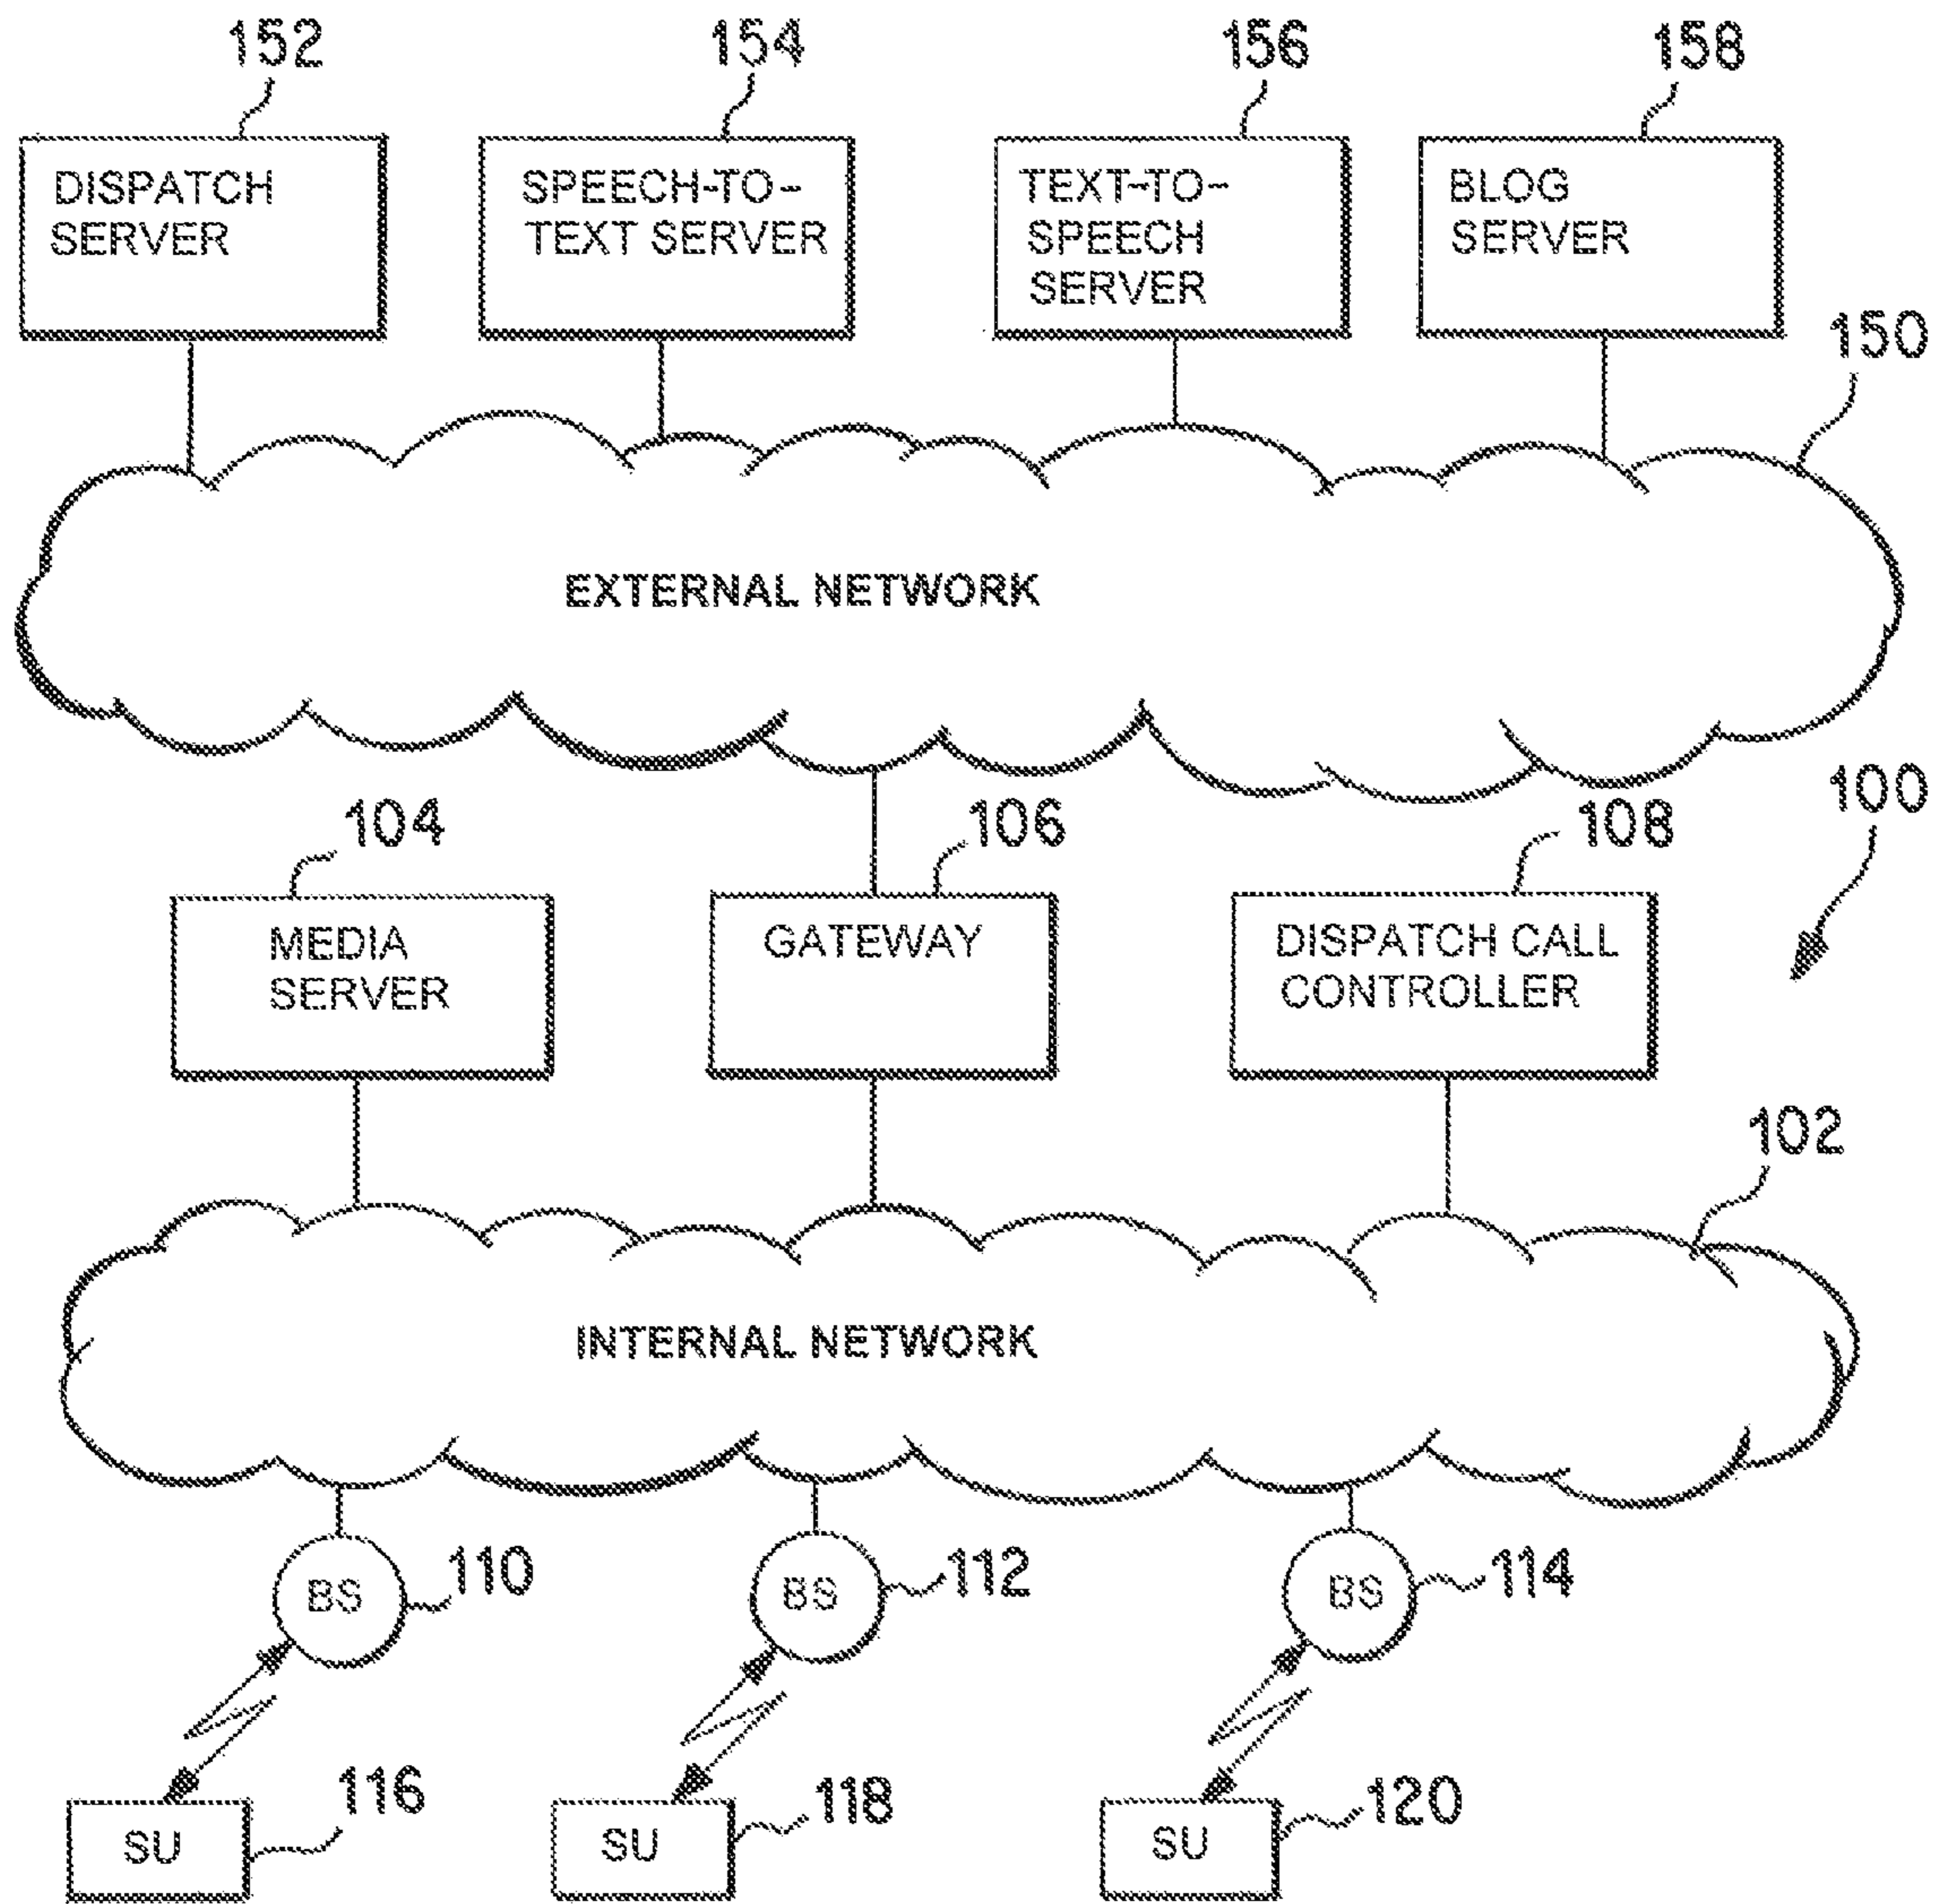 152
154
156
158
DISPATCH
SERVER
SPEECH-TO-
TEXT SERVER
TEXT-TO-
SPEECH
SERVER
BLOG
SERVER
150
EXTERNAL NETWORK
100
104
106
108
MEDIA
SERVER
GATEWAY
DISPATCH CALL
CONTROLLER
102
INTERNAL NETWORK
BS
110
BS
112
BS
114
SU
116
SU
118
SU
120